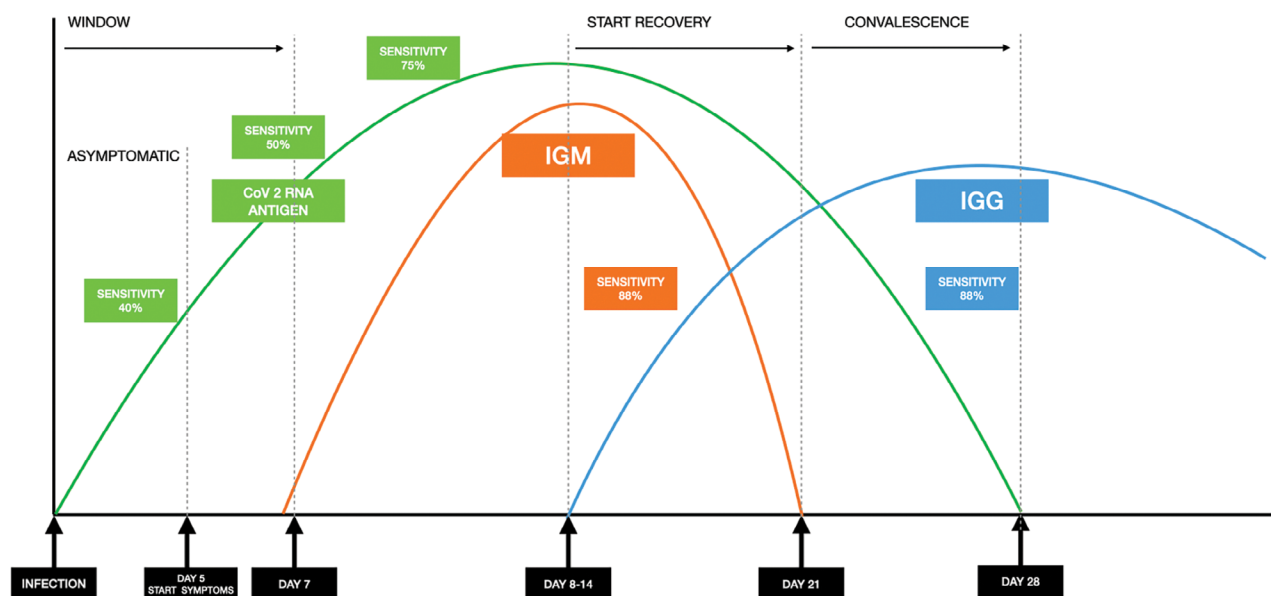 WINDOW
START RECOVERY
CONVALESCENCE
SENSITIVITY
75%
SENSITIVITY
50%
ASYMPTOMATIC
IGM
CoV 2 RNA
ANTIGEN
IGG
SENSITIVITY
40%
SENSITIVITY
88%
SENSITIVITY
88%
INFECTION
DAY 5
START SYMPTOMS
DAY 7
DAY 8-14
DAY 21
DAY 28